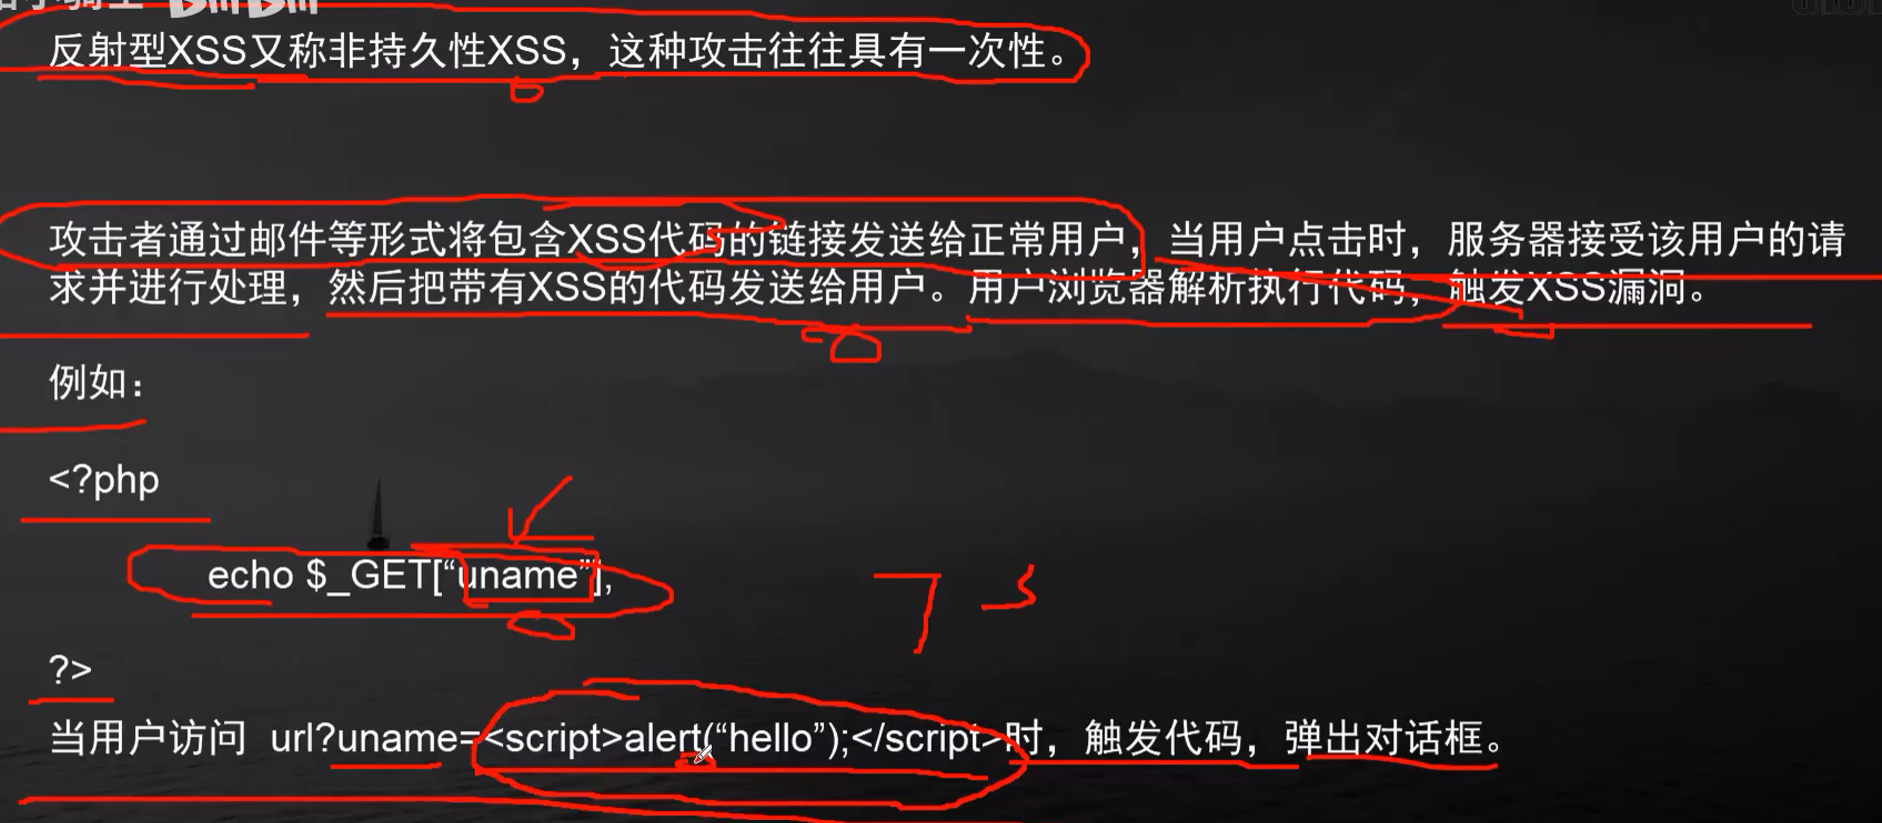 反射型XSS又称非持久性XSS，这种攻击往往具有一次性。
攻击者通过邮件等形式将包含XSS代码的链接发送给正常用户，当用户点击时，服务器接受该用户的请
求并进行处理，然后把带有XSS的代码发送给用户。用户浏览器解析执行代码，触发XSS漏洞。
例如：
<?php
echo $_GET[“uname”];
?>
当用户访问 url?uname=<script>alert(“hello”);</script>时，触发代码，弹出对话框。